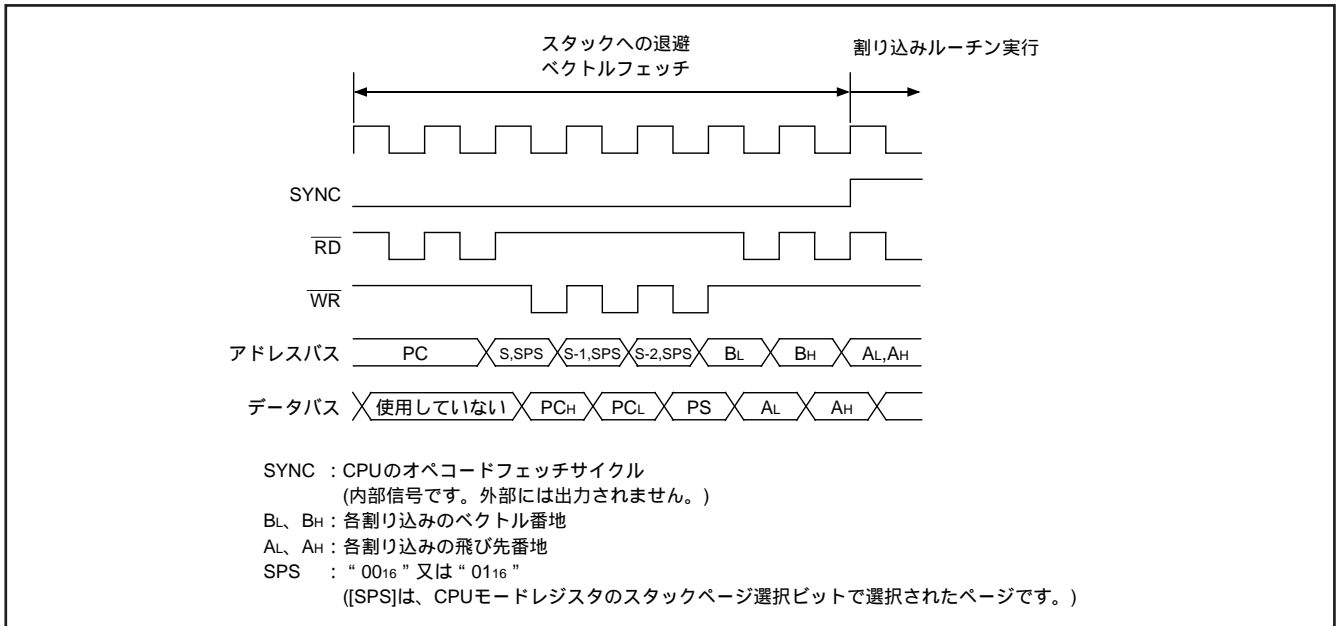 スタックへの退避
ベクトルフェッチ
割り込みルーチン実行
SYNC
RD
WR
アドレスバス PC S,SPS S-1,SPS S-2,SPS BL BH AL,AH
データバス 使用していない PCH PCL PS AL AH
SYNC : CPUのオペコードフェッチサイクル
(内部信号です。外部には出力されません。)
BL、BH : 各割り込みのベクトル番地
AL、AH : 各割り込みの飛び先番地
SPS : “ 0016 ” 又は “ 0116 ”
([SPS]は、CPUモードレジスタのスタックページ選択ビットで選択されたページです。)